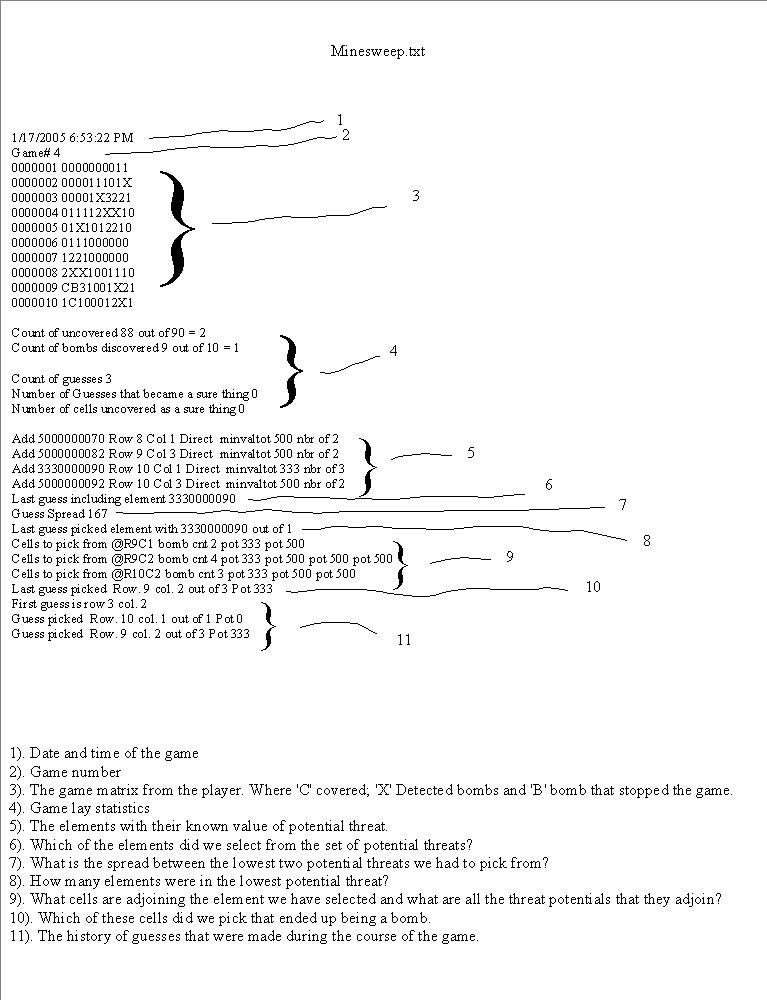 Minesweep.txt
1
1/17/2005 6:53:22 PM
2
Game# 4
0000001 0000000011
0000002 000011101X
0000003 00001X3221
3
0000004 011112XX10
0000005 01X1012210
0000006 0111000000
0000007 1221000000
0000008 2XX1001110
0000009 CB31001X21
0000010 1C100012X1
Count of uncovered 88 out of 90 = 2
Count of bombs discovered 9 out of 10 = 1
4
Count of guesses 3
Number of Guesses that became a sure thing 0
Number of cells uncovered as a sure thing 0
Add 5000000070 Row 8 Col 1 Direct minvaltot 500 nbr of 2
Add 5000000082 Row 9 Col 3 Direct minvaltot 500 nbr of 2
5
Add 3330000090 Row 10 Col 1 Direct minvaltot 333 nbr of 3
Add 5000000092 Row 10 Col 3 Direct minvaltot 500 nbr of 2
6
Last guess including element 3330000090
7
Guess Spread 167
Last guess picked element with 3330000090 out of 1
8
Cells to pick from @R9C1 bomb cnt 2 pot 333 pot 500
Cells to pick from @R9C2 bomb cnt 4 pot 333 pot 500 pot 500 pot 500
9
Cells to pick from @R10C2 bomb cnt 3 pot 333 pot 500 pot 500
Last guess picked Row. 9 col. 2 out of 3 Pot 333
10
First guess is row 3 col. 2
Guess picked Row. 10 col. 1 out of 1 Pot 0
Guess picked Row. 9 col. 2 out of 3 Pot 333
11
1). Date and time of the game
2). Game number
3). The game matrix from the player. Where 'C' covered; 'X' Detected bombs and 'B' bomb that stopped the game.
4). Game lay statistics
5). The elements with their known value of potential threat.
6). Which of the elements did we select from the set of potential threats?
7). What is the spread between the lowest two potential threats we had to pick from?
8). How many elements were in the lowest potential threat?
9). What cells are adjoining the element we have selected and what are all the threat potentials that they adjoin?
10). Which of these cells did we pick that ended up being a bomb.
11). The history of guesses that were made during the course of the game.